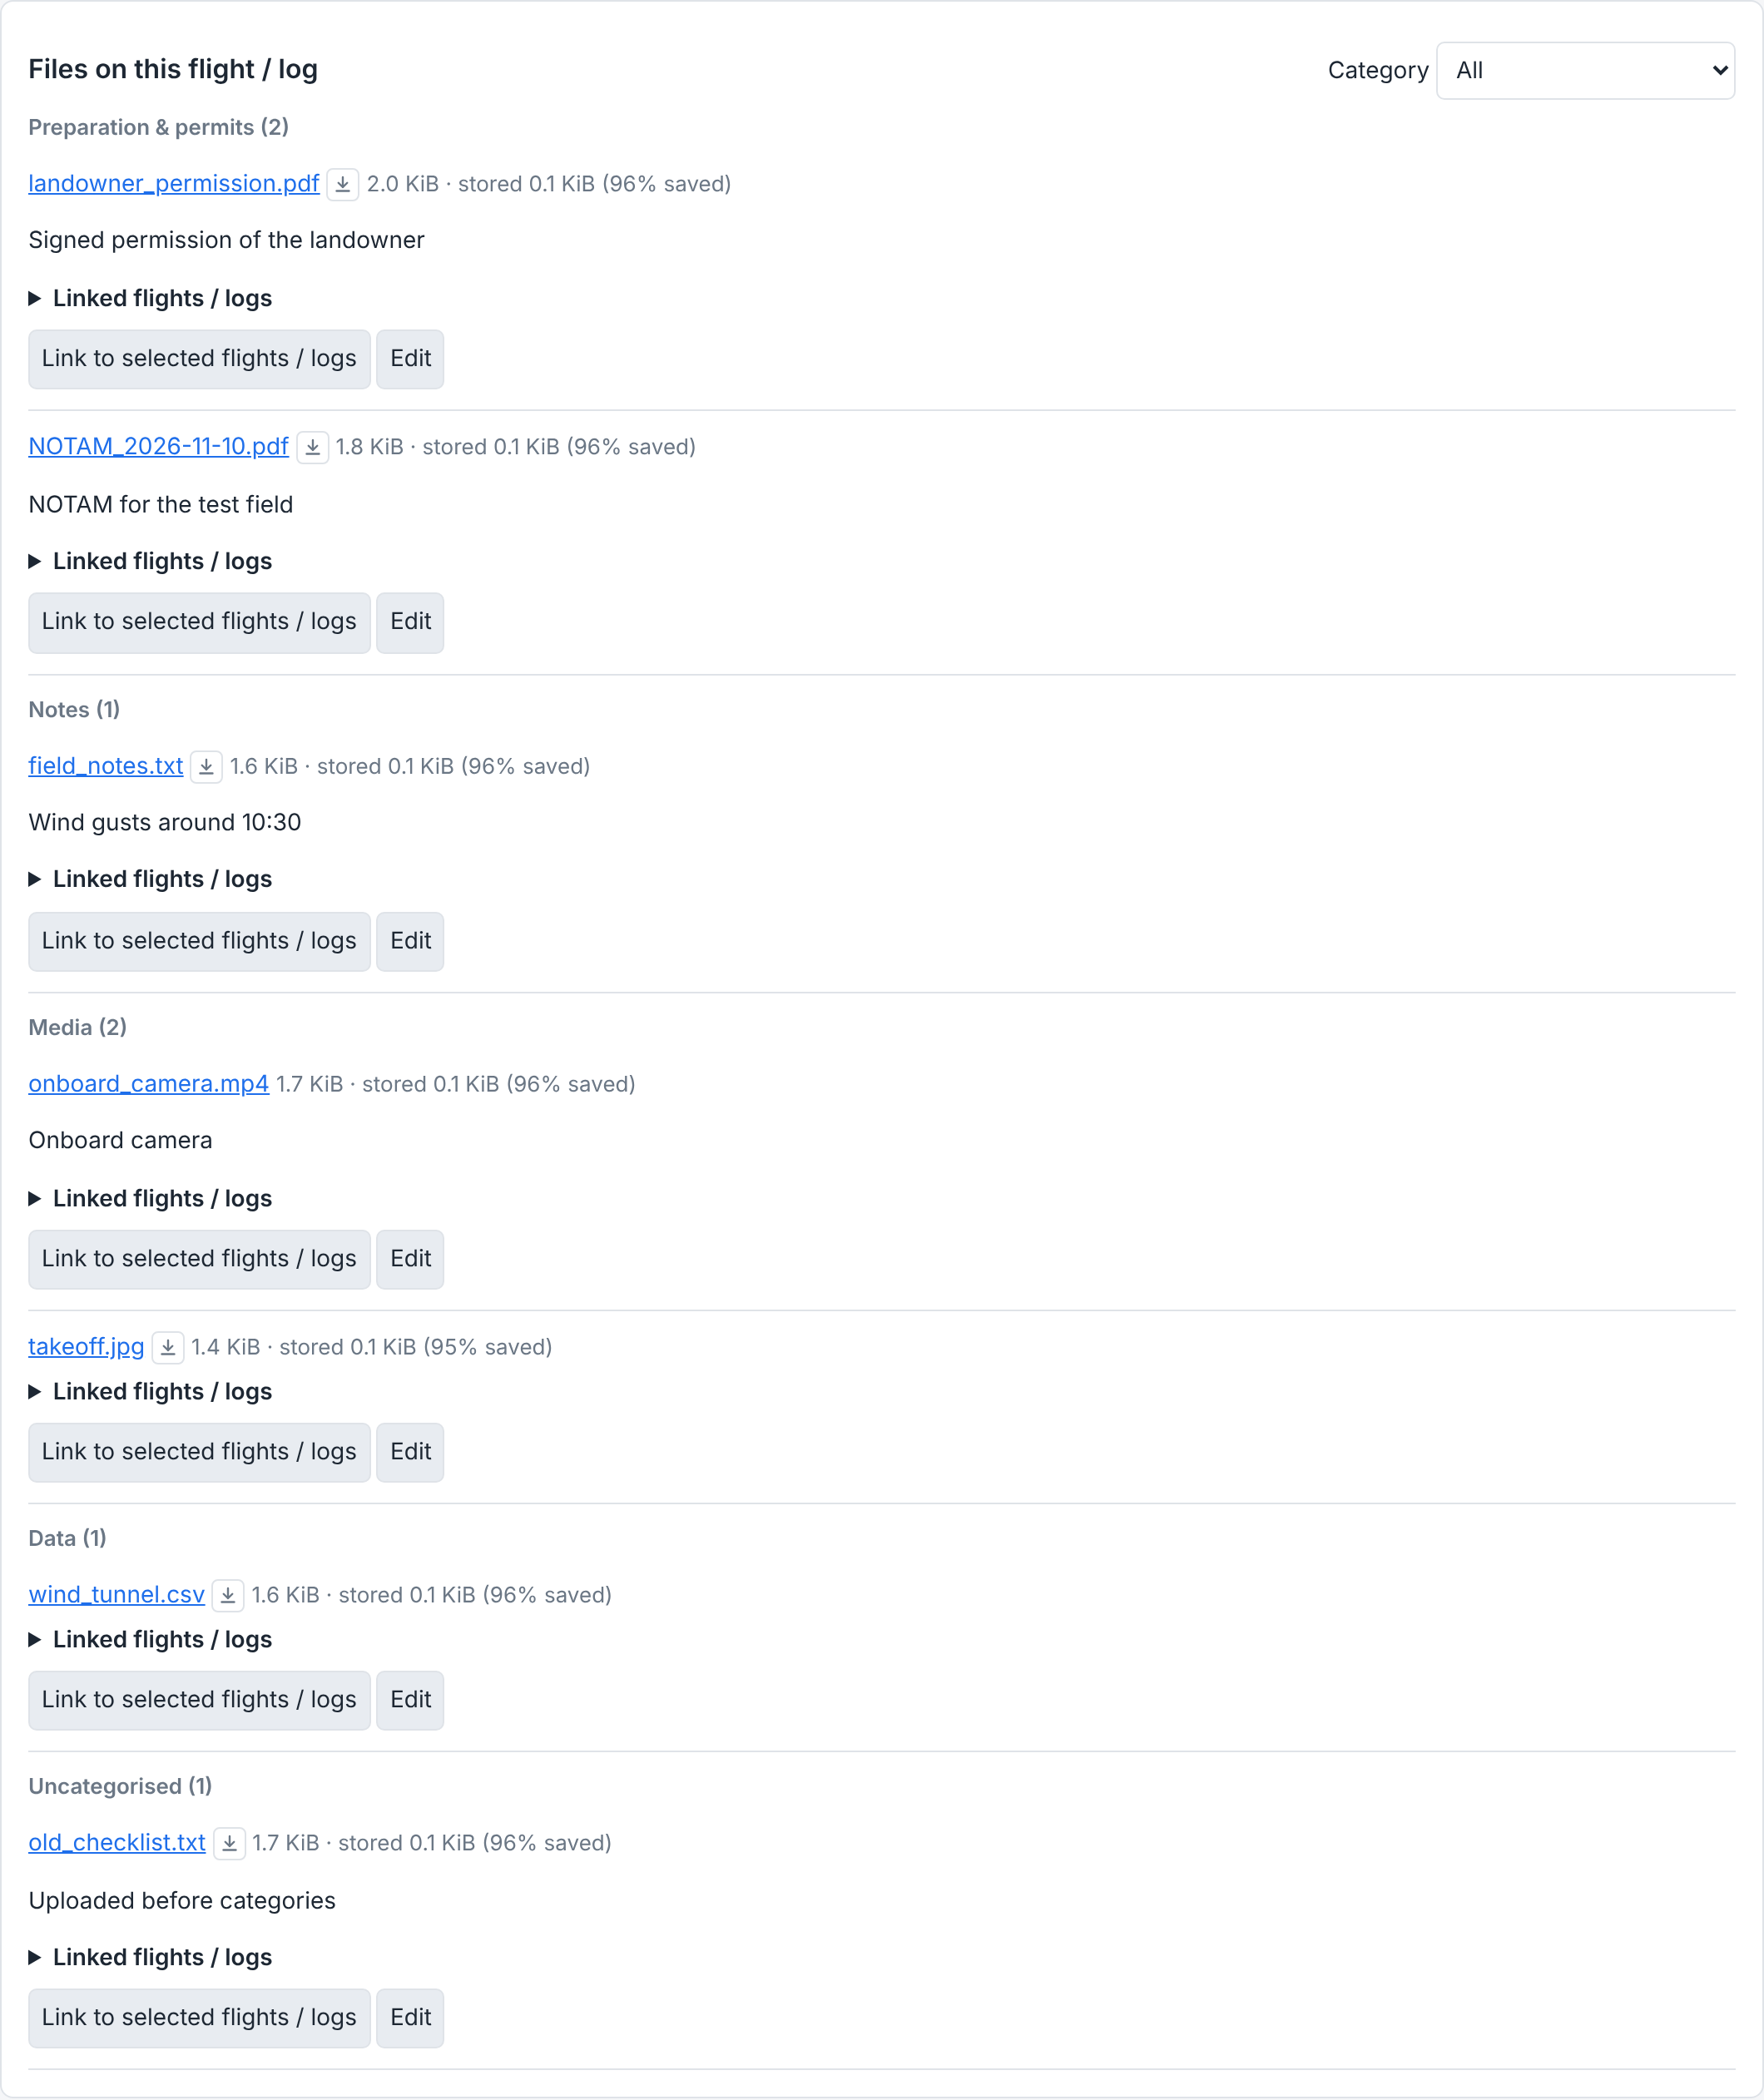 Files on this flight / log
Category All
Preparation & permits (2)
landowner_permission.pdf 2.0 KiB · stored 0.1 KiB (96% saved)
Signed permission of the landowner
Linked flights / logs
Link to selected flights / logs Edit
NOTAM_2026-11-10.pdf 1.8 KiB · stored 0.1 KiB (96% saved)
NOTAM for the test field
Linked flights / logs
Link to selected flights / logs Edit
Notes (1)
field_notes.txt 1.6 KiB · stored 0.1 KiB (96% saved)
Wind gusts around 10:30
Linked flights / logs
Link to selected flights / logs Edit
Media (2)
onboard_camera.mp4 1.7 KiB · stored 0.1 KiB (96% saved)
Onboard camera
Linked flights / logs
Link to selected flights / logs Edit
takeoff.jpg 1.4 KiB · stored 0.1 KiB (95% saved)
Linked flights / logs
Link to selected flights / logs Edit
Data (1)
wind_tunnel.csv 1.6 KiB · stored 0.1 KiB (96% saved)
Linked flights / logs
Link to selected flights / logs Edit
Uncategorised (1)
old_checklist.txt 1.7 KiB · stored 0.1 KiB (96% saved)
Uploaded before categories
Linked flights / logs
Link to selected flights / logs Edit